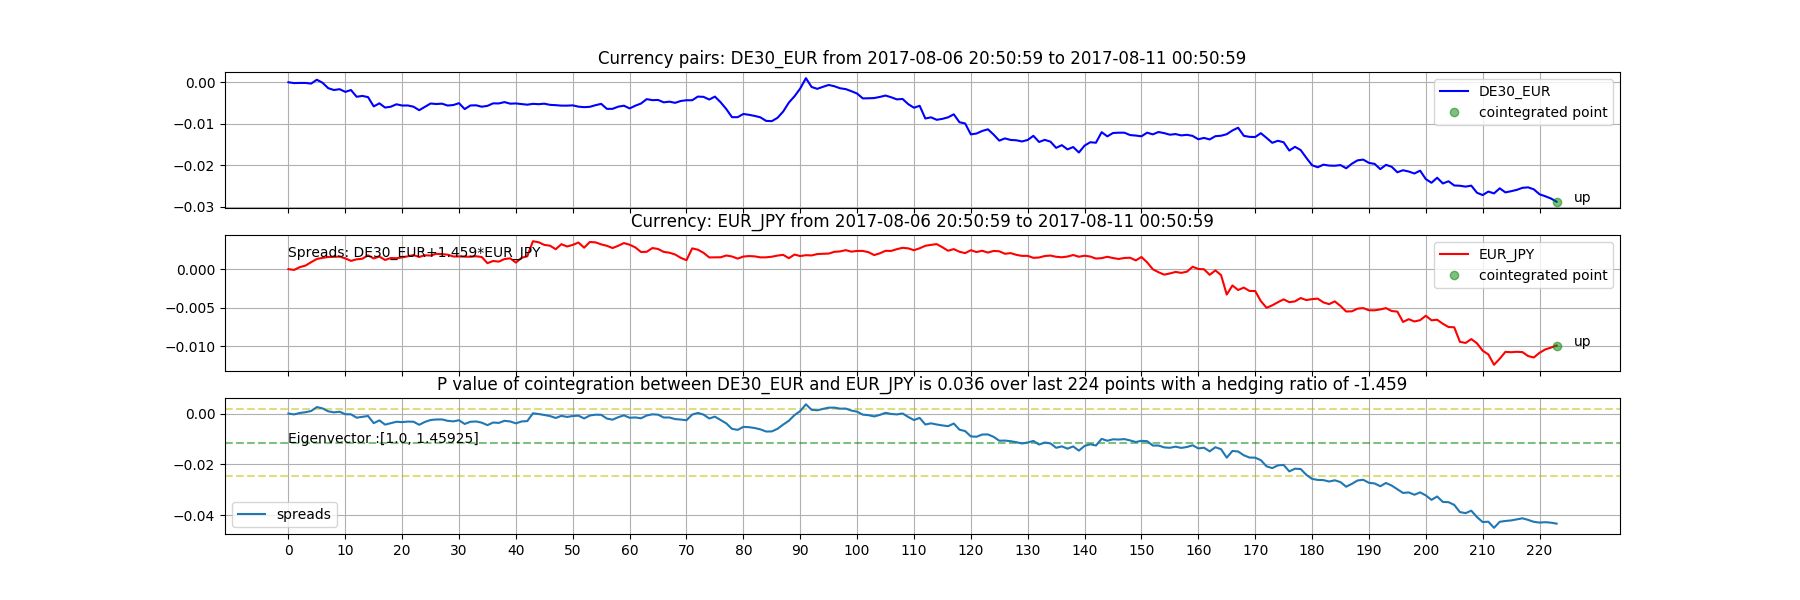 Currency pairs: DE30_EUR from 2017-08-06 20:50:59 to 2017-08-11 00:50:59
0.00
−0.01
−0.02
−0.03
DE30_EUR
cointegrated point
up
Currency: EUR_JPY from 2017-08-06 20:50:59 to 2017-08-11 00:50:59
Spreads: DE30_EUR+1.459*EUR_JPY
0.000
−0.005
−0.010
EUR_JPY
cointegrated point
up
P value of cointegration between DE30_EUR and EUR_JPY is 0.036 over last 224 points with a hedging ratio of -1.459
0.00
−0.02
−0.04
Eigenvector :[1.0, 1.45925]
spreads
0 10 20 30 40 50 60 70 80 90 100 110 120 130 140 150 160 170 180 190 200 210 220